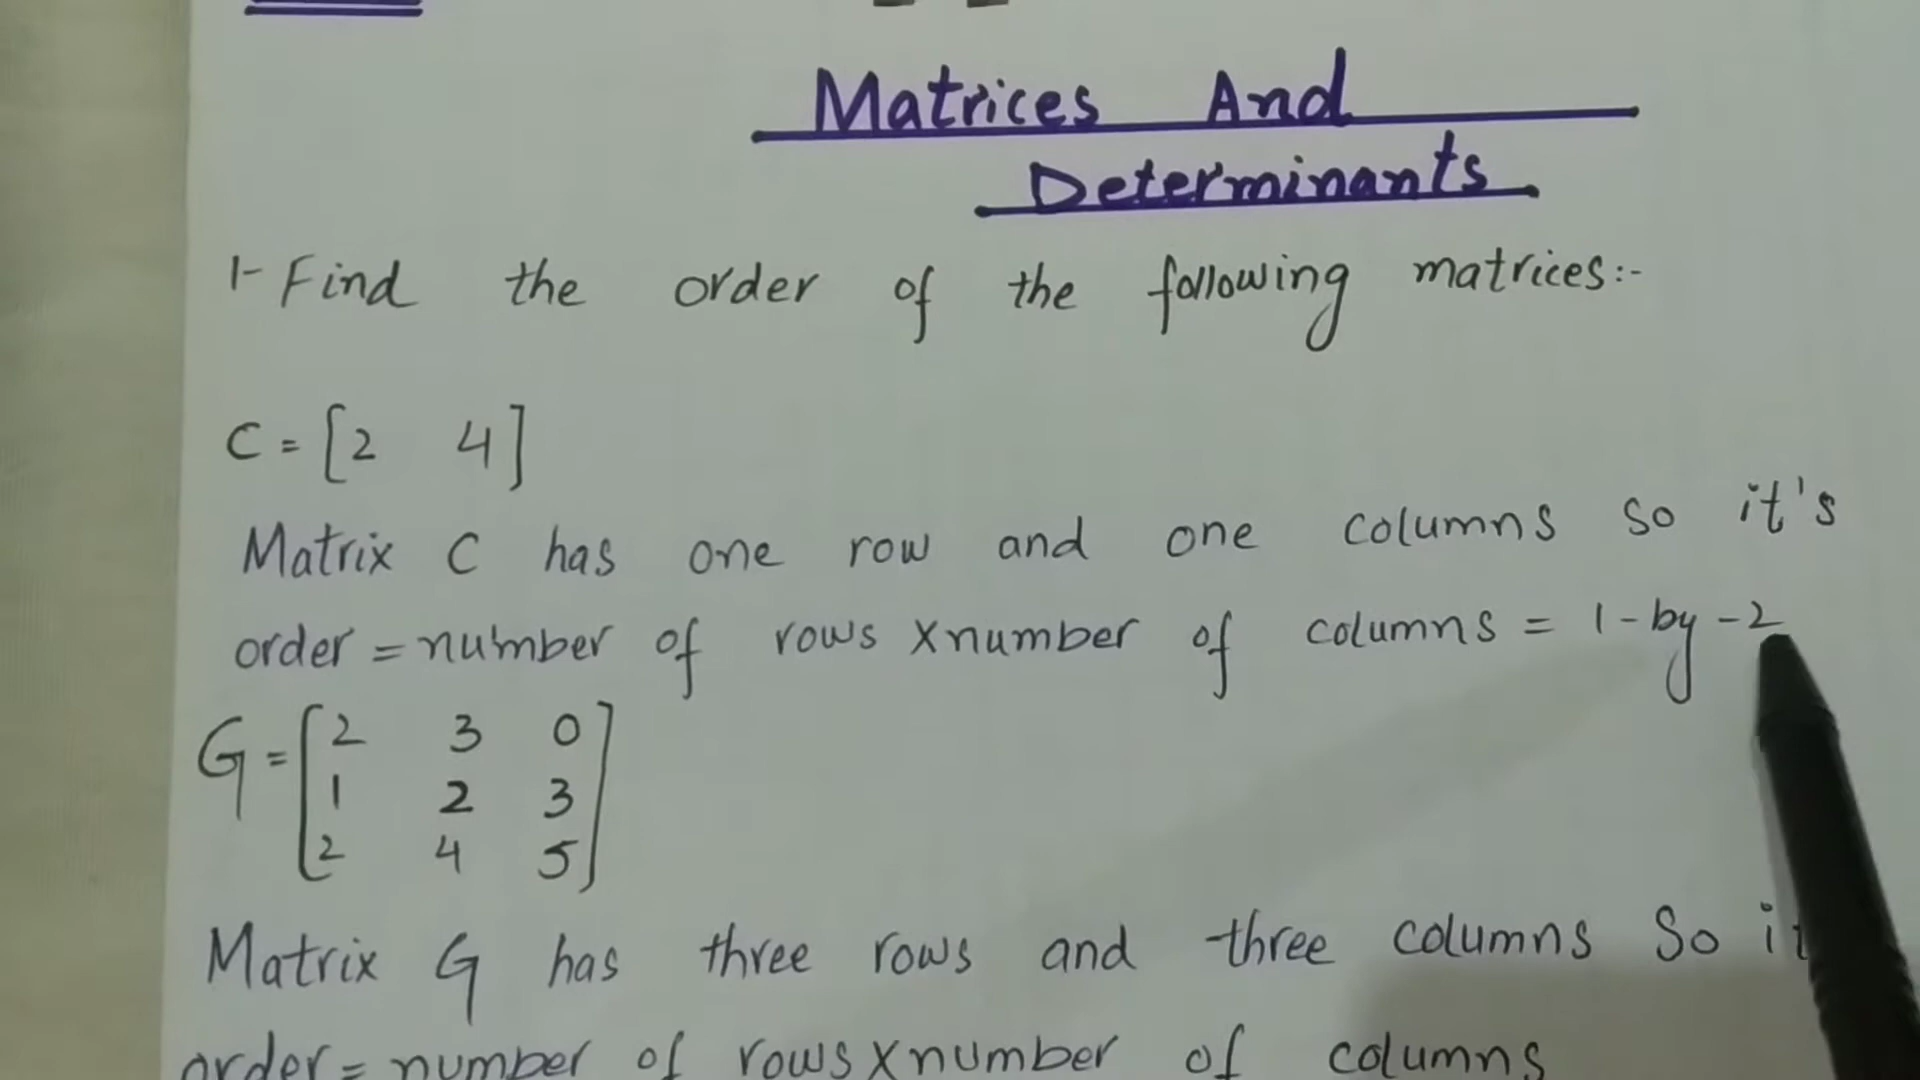 Matrices And
Determinants
1- Find the order of the following matrices:-
C = [2 4]
Matrix C has one row and one columns so it's
order = number of rows x number of columns = 1-by-2
G = [2 3 0
1 2 3
2 4 5]
Matrix G has three rows and three columns So
order = number of rows x number of columns